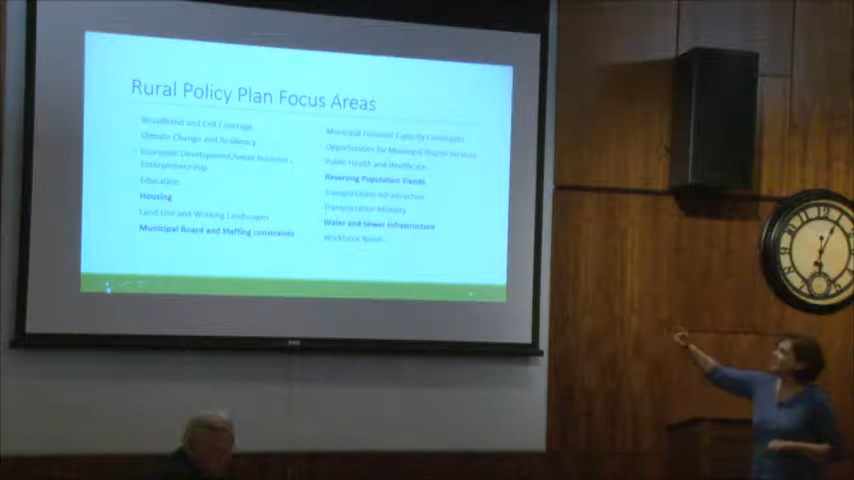 Rural Policy Plan Focus Areas
Broadband and Cell Coverage
Climate Change and Resiliency
Economic Development/Small Business,
Entrepreneurship
Education
Housing
Land Use and Working Landscapes
Municipal Board and Staffing constraints
Municipal Financial Capacity Constraints
Opportunities for Municipal Shared Services
Public Health and Healthcare
Reversing Population Trends
Transportation Infrastructure
Transportation Mobility
Water and Sewer Infrastructure
Workforce Needs